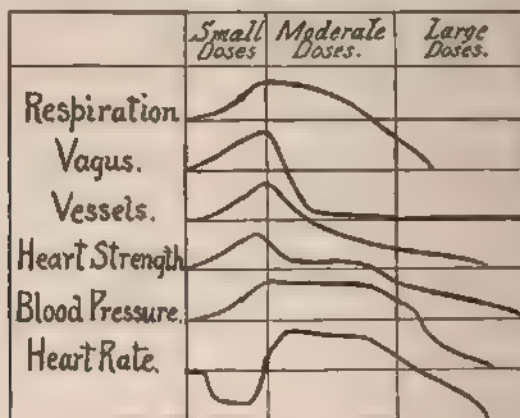 Small Doses
Moderate Doses.
Large Doses.
Respiration
Vagus.
Vessels.
Heart Strength
Blood Pressure.
Heart Rate.